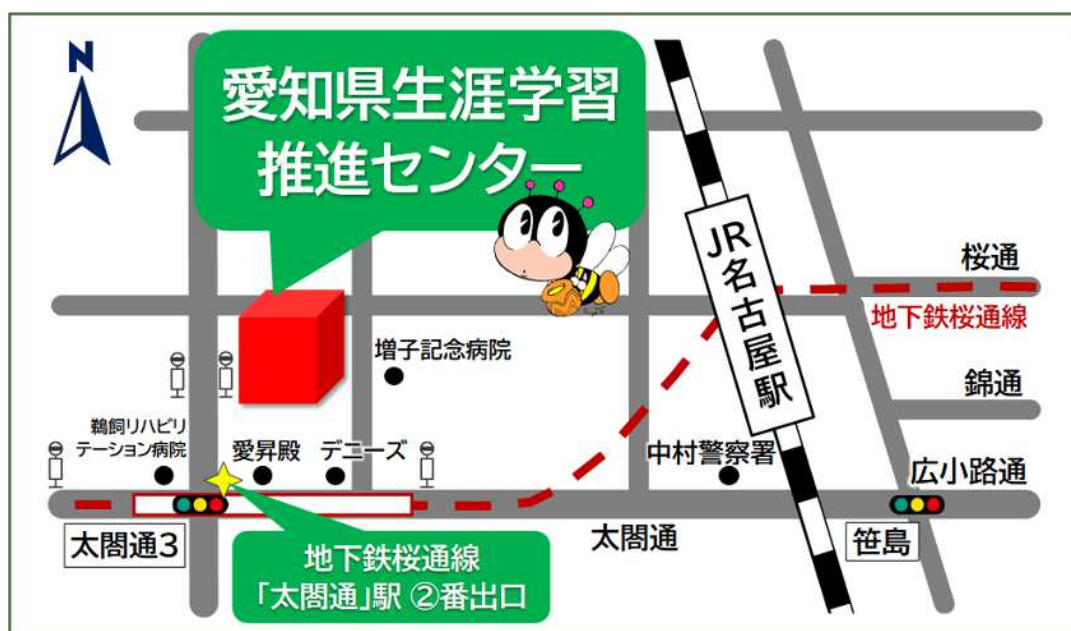 N
愛知県生涯学習
推進センター
JR名古屋駅
桜通
地下鉄桜通線
増子記念病院
錦通
鵜飼リハビリ
テーション病院
愛昇殿
デニーズ
中村警察署
広小路通
太閤通3
太閤通
笹島
地下鉄桜通線
「太閤通」駅 ②番出口